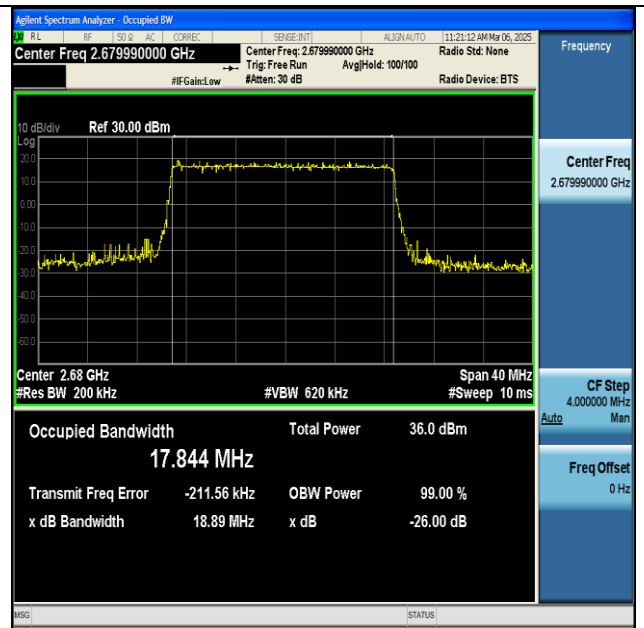 Agilent Spectrum Analyzer - Occupied BW
RL RF 50 Ω AC CORREC SENSE:INT ALIGN AUTO 11:21:12 AM Mar 06, 2025
Center Freq 2.679990000 GHz
Center Freq: 2.679990000 GHz
Radio Std: None
Trig: Free Run Avg|Hold: 100/100
#IFGain:Low
#Atten: 30 dB
Radio Device: BTS
Frequency
10 dB/div Ref 30.00 dBm
Log
20.0
10.0
0.00
-10.0
-20.0
-30.0
-40.0
-50.0
-60.0
Center 2.68 GHz
Span 40 MHz
#Res BW 200 kHz
#VBW 620 kHz
#Sweep 10 ms
Occupied Bandwidth
17.844 MHz
Total Power 36.0 dBm
Transmit Freq Error -211.56 kHz
OBW Power 99.00 %
x dB Bandwidth 18.89 MHz
x dB -26.00 dB
Center Freq
2.679990000 GHz
CF Step
4.000000 MHz
Auto Man
Freq Offset
0 Hz
MSG
STATUS